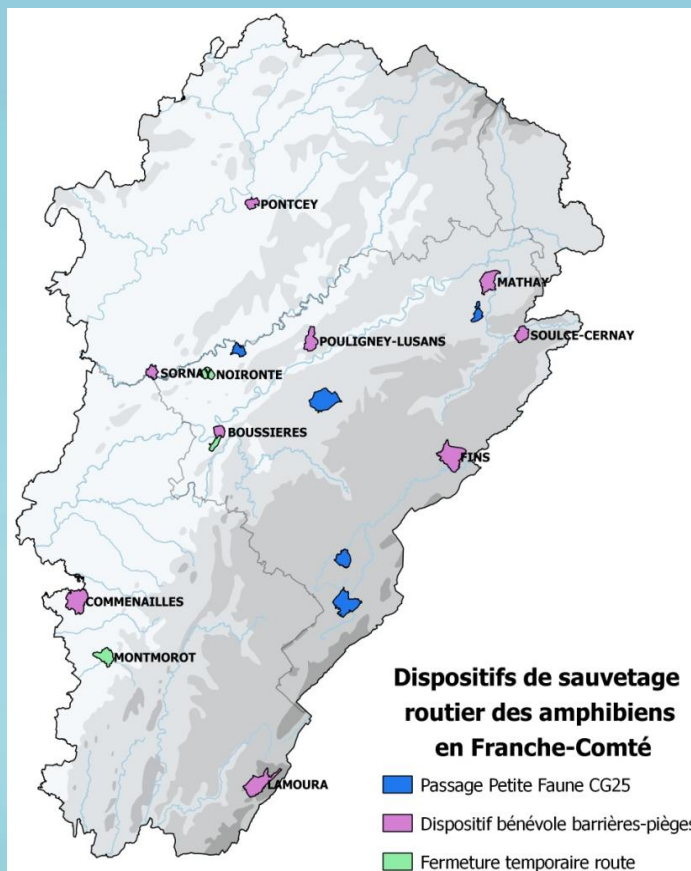 PONTCEY
MATHAY
SOULCE-CERNAY
POULIGNEY-LUSANS
SORNAY
NOIRONTE
BOUSSIERES
FINS
COMMENAILLES
MONTMOROT
LAMOURA
Dispositifs de sauvetage
routier des amphibiens
en Franche-Comté
Passage Petite Faune CG25
Dispositif bénévole barrières-pièges
Fermeture temporaire route